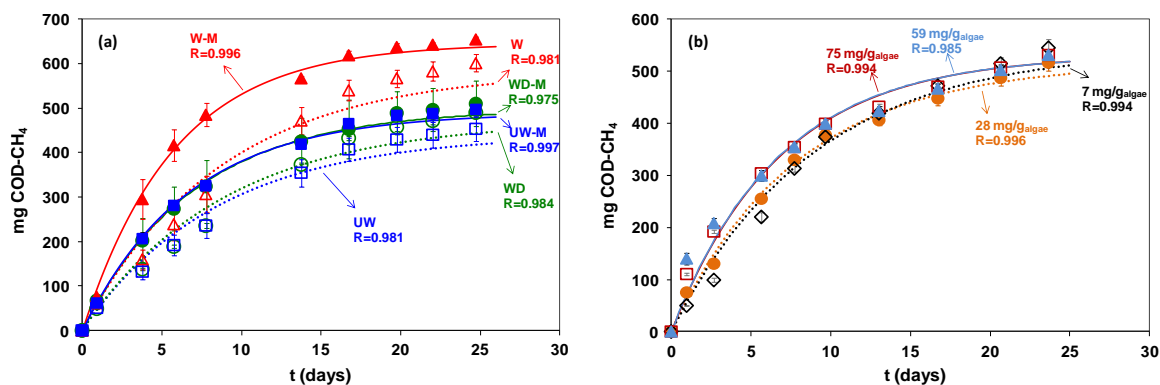 (a)
mg COD-CH4
700
600
500
400
300
200
100
0
W-M
R=0.996
W
R=0.981
WD-M
R=0.975
UW-M
R=0.997
WD
R=0.984
UW
R=0.981
0 5 10 15 20 25 30
t (days)
(b)
mg COD-CH4
600
500
400
300
200
100
0
75 mg/galgae
R=0.994
59 mg/galgae
R=0.985
7 mg/galgae
R=0.994
28 mg/galgae
R=0.996
0 5 10 15 20 25 30
t (days)